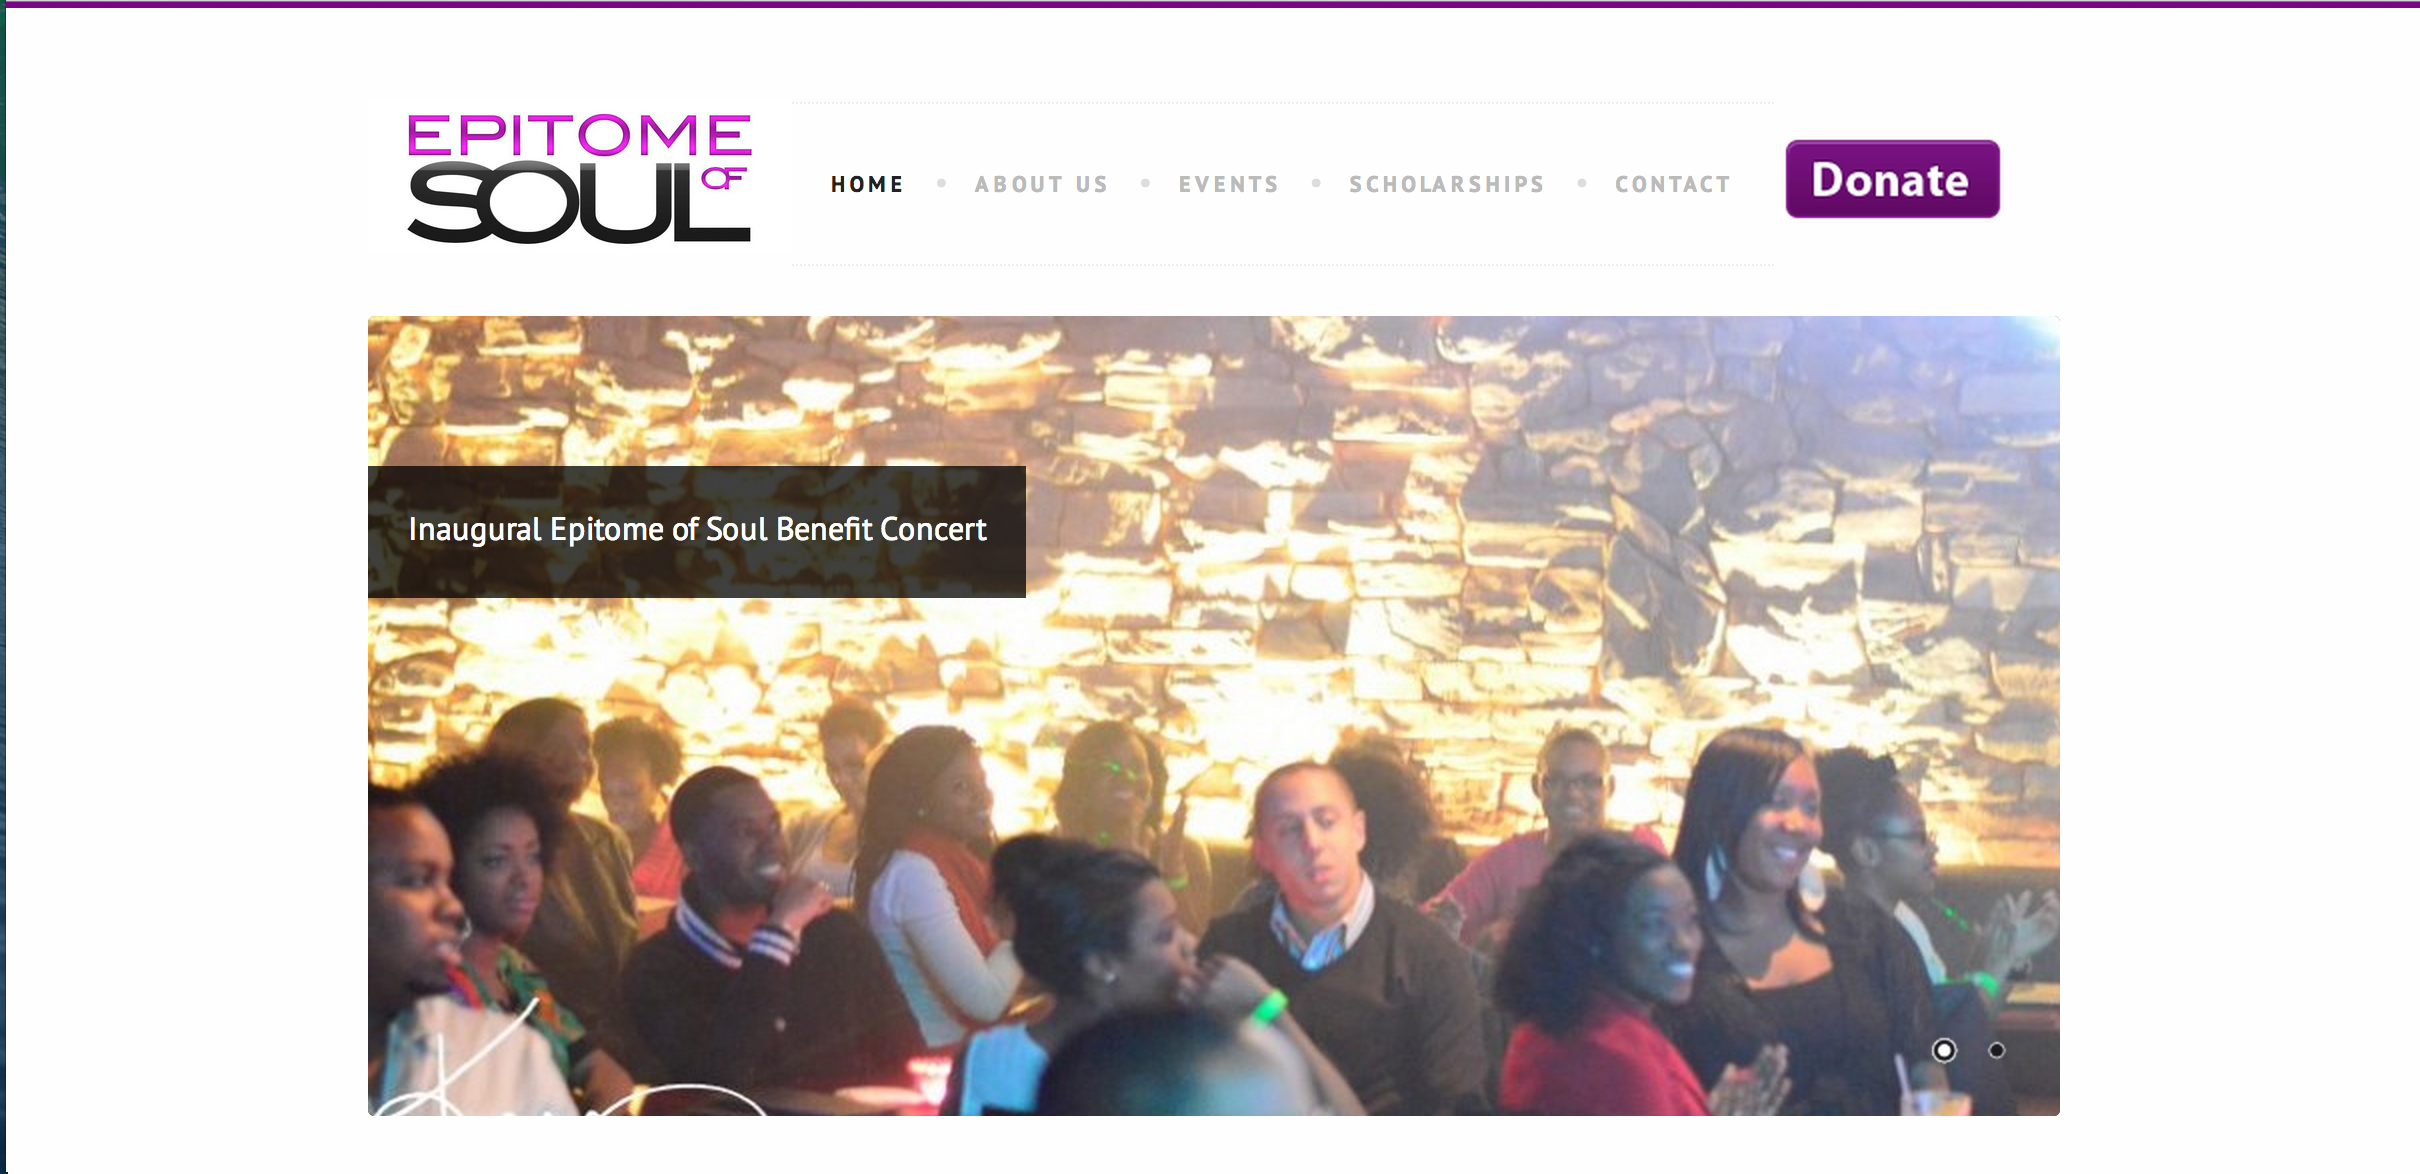 EPITOME
OF
SOUL
HOME • ABOUT US • EVENTS • SCHOLARSHIPS • CONTACT
Donate
Inaugural Epitome of Soul Benefit Concert